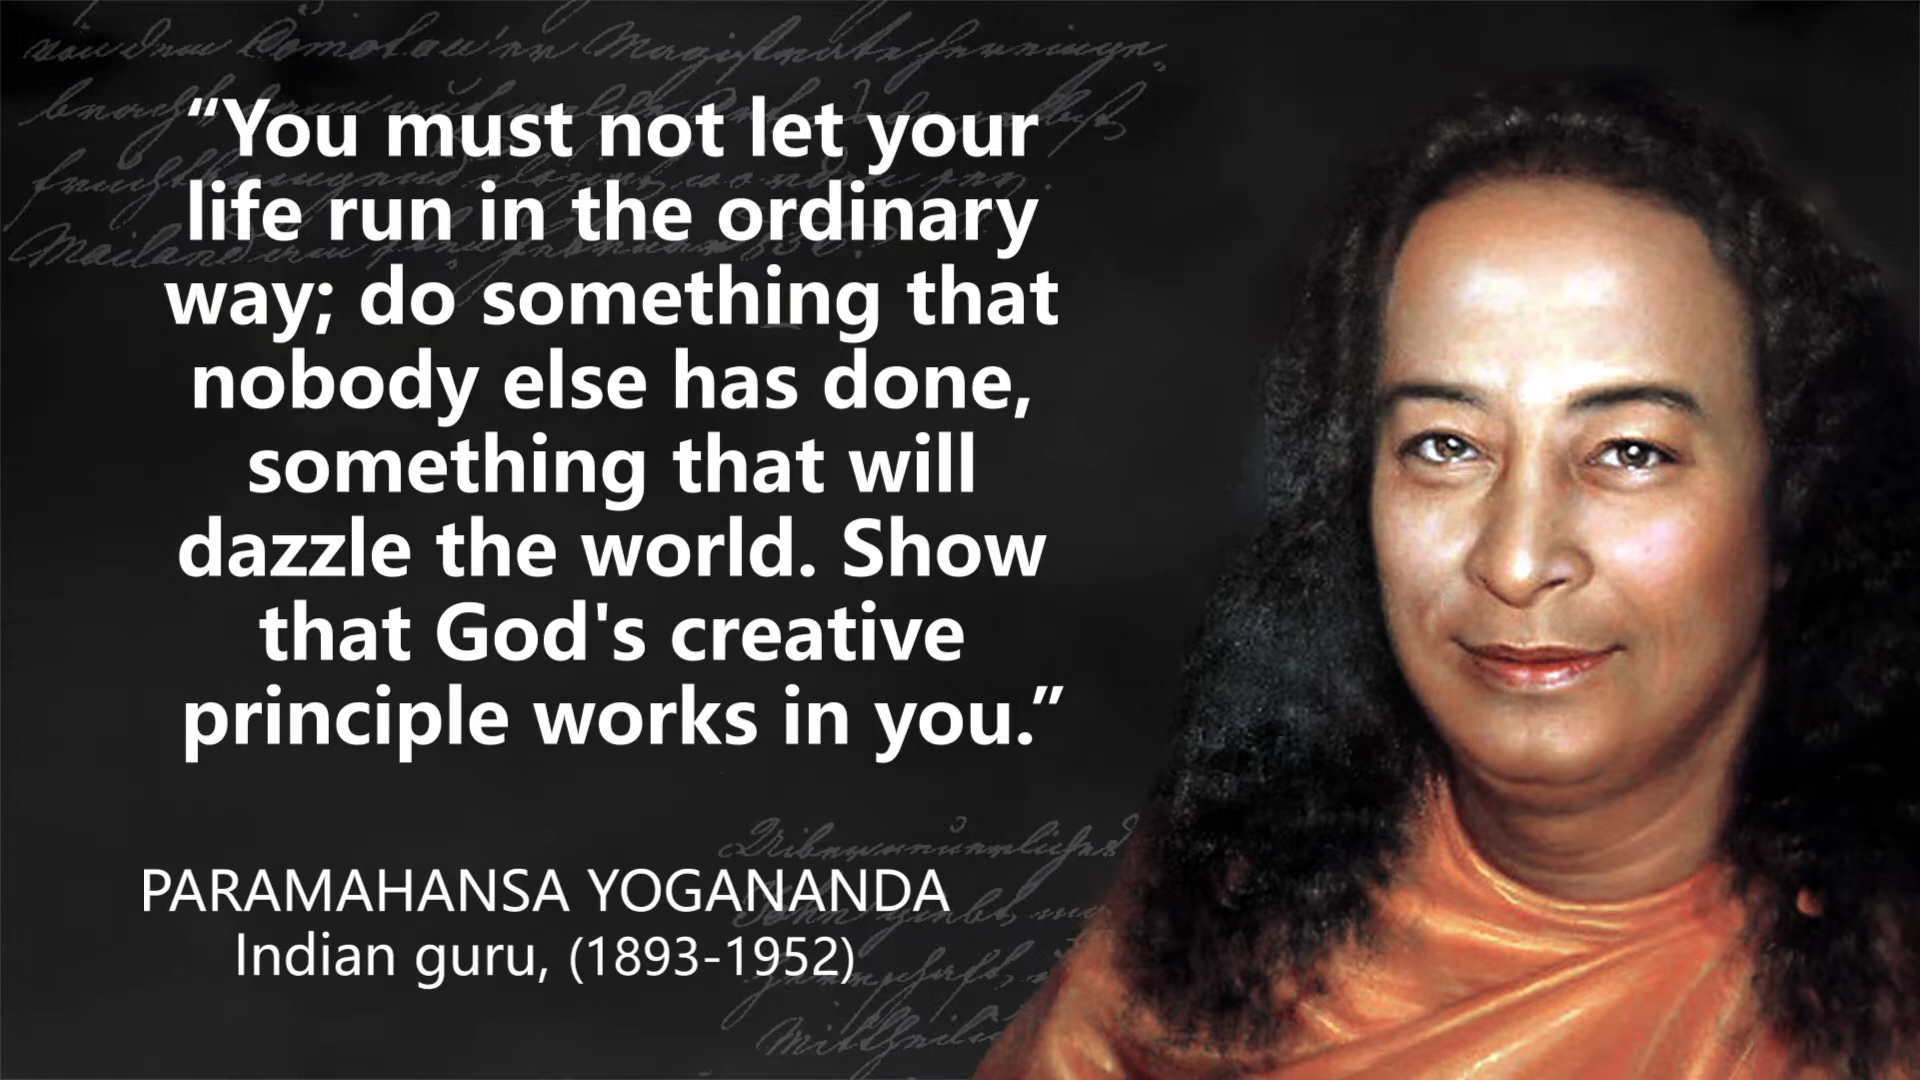 “You must not let your
life run in the ordinary
way; do something that
nobody else has done,
something that will
dazzle the world. Show
that God's creative
principle works in you.”
PARAMAHANSA YOGANANDA
Indian guru, (1893-1952)